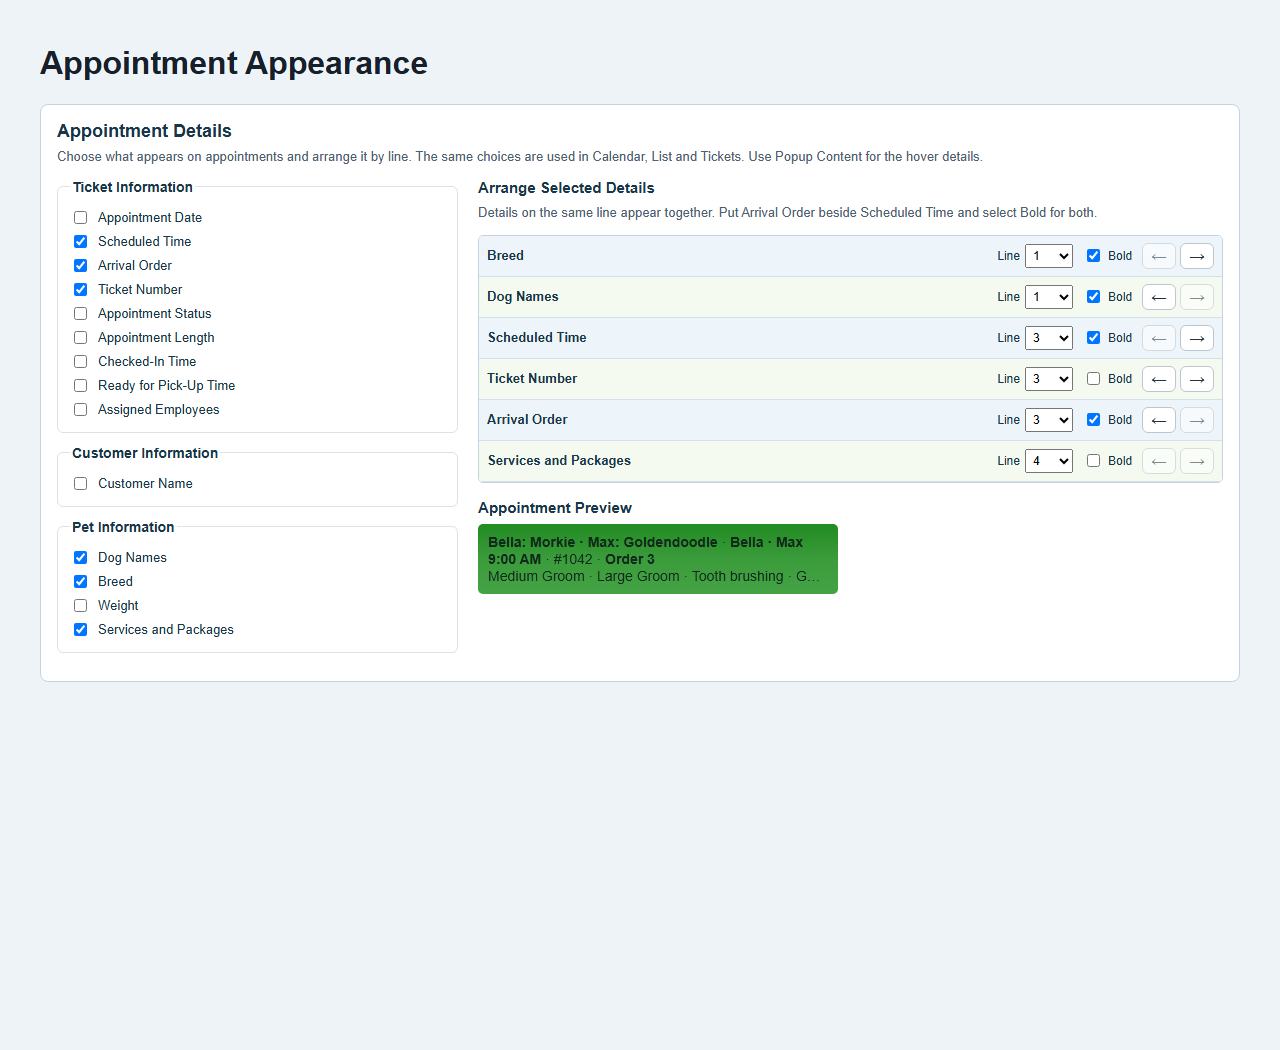 Appointment Appearance
Appointment Details
Choose what appears on appointments and arrange it by line. The same choices are used in Calendar, List and Tickets. Use Popup Content for the hover details.
Ticket Information
Appointment Date
Scheduled Time
Arrival Order
Ticket Number
Appointment Status
Appointment Length
Checked-In Time
Ready for Pick-Up Time
Assigned Employees
Customer Information
Customer Name
Pet Information
Dog Names
Breed
Weight
Services and Packages
Arrange Selected Details
Details on the same line appear together. Put Arrival Order beside Scheduled Time and select Bold for both.
Breed Line 1 Bold ← →
Dog Names Line 1 Bold ← →
Scheduled Time Line 3 Bold ← →
Ticket Number Line 3 Bold ← →
Arrival Order Line 3 Bold ← →
Services and Packages Line 4 Bold ← →
Appointment Preview
Bella: Morkie · Max: Goldendoodle · Bella · Max
9:00 AM · #1042 · Order 3
Medium Groom · Large Groom · Tooth brushing · G…